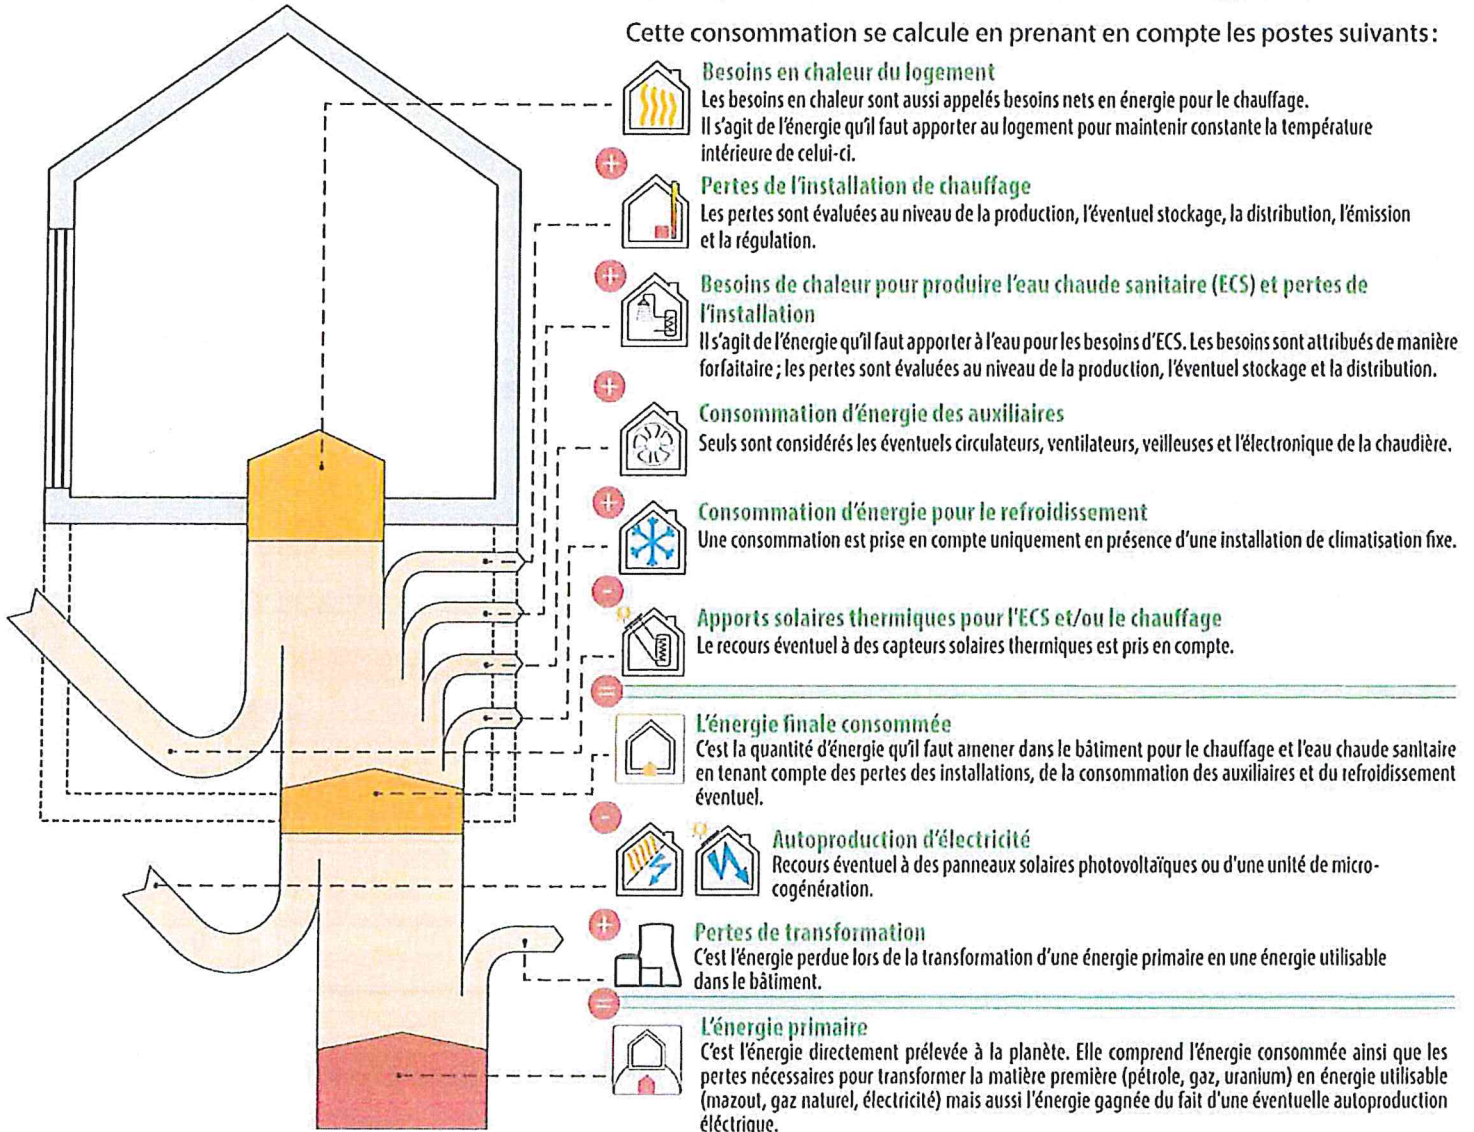 Cette consommation se calcule en prenant en compte les postes suivants:
Besoins en chaleur du logement
Les besoins en chaleur sont aussi appelés besoins nets en énergie pour le chauffage.
Il s'agit de l'énergie qu'il faut apporter au logement pour maintenir constante la température
intérieure de celui-ci.
+
Pertes de l'installation de chauffage
Les pertes sont évaluées au niveau de la production, l'éventuel stockage, la distribution, l'émission
et la régulation.
+
Besoins de chaleur pour produire l'eau chaude sanitaire (ECS) et pertes de
l'installation
Il s'agit de l'énergie qu'il faut apporter à l'eau pour les besoins d'ECS. Les besoins sont attribués de manière
forfaitaire ; les pertes sont évaluées au niveau de la production, l'éventuel stockage et la distribution.
+
Consommation d'énergie des auxiliaires
Seuls sont considérés les éventuels circulateurs, ventilateurs, veilleuses et l'électronique de la chaudière.
+
Consommation d'énergie pour le refroidissement
Une consommation est prise en compte uniquement en présence d'une installation de climatisation fixe.
-
Apports solaires thermiques pour l'ECS et/ou le chauffage
Le recours éventuel à des capteurs solaires thermiques est pris en compte.
=
L'énergie finale consommée
C'est la quantité d'énergie qu'il faut amener dans le bâtiment pour le chauffage et l'eau chaude sanitaire
en tenant compte des pertes des installations, de la consommation des auxiliaires et du refroidissement
éventuel.
-
Autoproduction d'électricité
Recours éventuel à des panneaux solaires photovoltaïques ou d'une unité de micro-
cogénération.
+
Pertes de transformation
C'est l'énergie perdue lors de la transformation d'une énergie primaire en une énergie utilisable
dans le bâtiment.
=
L'énergie primaire
C'est l'énergie directement prélevée à la planète. Elle comprend l'énergie consommée ainsi que les
pertes nécessaires pour transformer la matière première (pétrole, gaz, uranium) en énergie utilisable
(mazout, gaz naturel, électricité) mais aussi l'énergie gagnée du fait d'une éventuelle autoproduction
éléctrique.